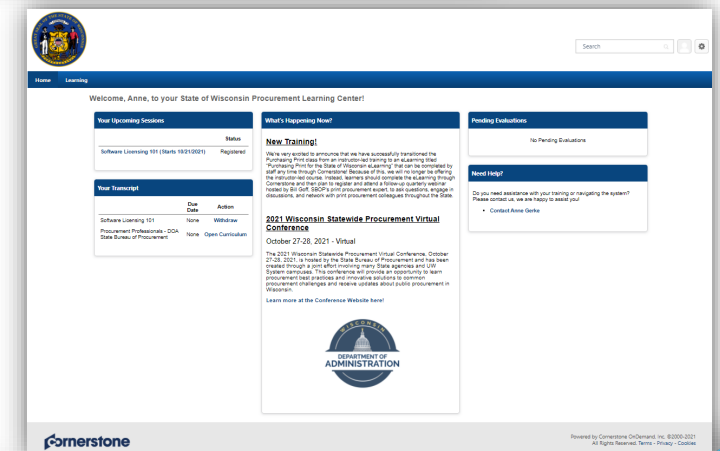 Search
Home Learning
Welcome, Anne, to your State of Wisconsin Procurement Learning Center!
Your Upcoming Sessions
Status
Software Licensing 101 (Starts 10/21/2021) Registered
Your Transcript
Due
Date Action
Software Licensing 101 None Withdraw
Procurement Professionals - DOA
State Bureau of Procurement None Open Curriculum
What's Happening Now?
New Training!
We're very excited to announce that we have successfully transitioned the
Purchasing Print class from an instructor-led training to an eLearning titled
"Purchasing Print for the State of Wisconsin eLearning" that can be completed by
staff any time through Cornerstone! Because of this, we will no longer be offering
the instructor-led course. Instead, learners should complete the eLearning through
Cornerstone and then plan to register and attend a follow-up quarterly webinar
hosted by Bill Goff, SBOP's print procurement expert, to ask questions, engage in
discussions, and network with print procurement colleagues throughout the State.
2021 Wisconsin Statewide Procurement Virtual
Conference
October 27-28, 2021 - Virtual
The 2021 Wisconsin Statewide Procurement Virtual Conference, October
27-28, 2021, is hosted by the State Bureau of Procurement and has been
created through a joint effort involving many State agencies and UW
System campuses. This conference will provide an opportunity to learn
procurement best practices and innovative solutions to common
procurement challenges and receive updates about public procurement in
Wisconsin.
Learn more at the Conference Website here!
WISCONSIN
DEPARTMENT OF
ADMINISTRATION
Pending Evaluations
No Pending Evaluations
Need Help?
Do you need assistance with your training or navigating the system?
Please contact us, we are happy to assist you!
• Contact Anne Gerke
Cornerstone
Powered by Cornerstone OnDemand, Inc. ©2000-2021
All Rights Reserved. Terms - Privacy - Cookies